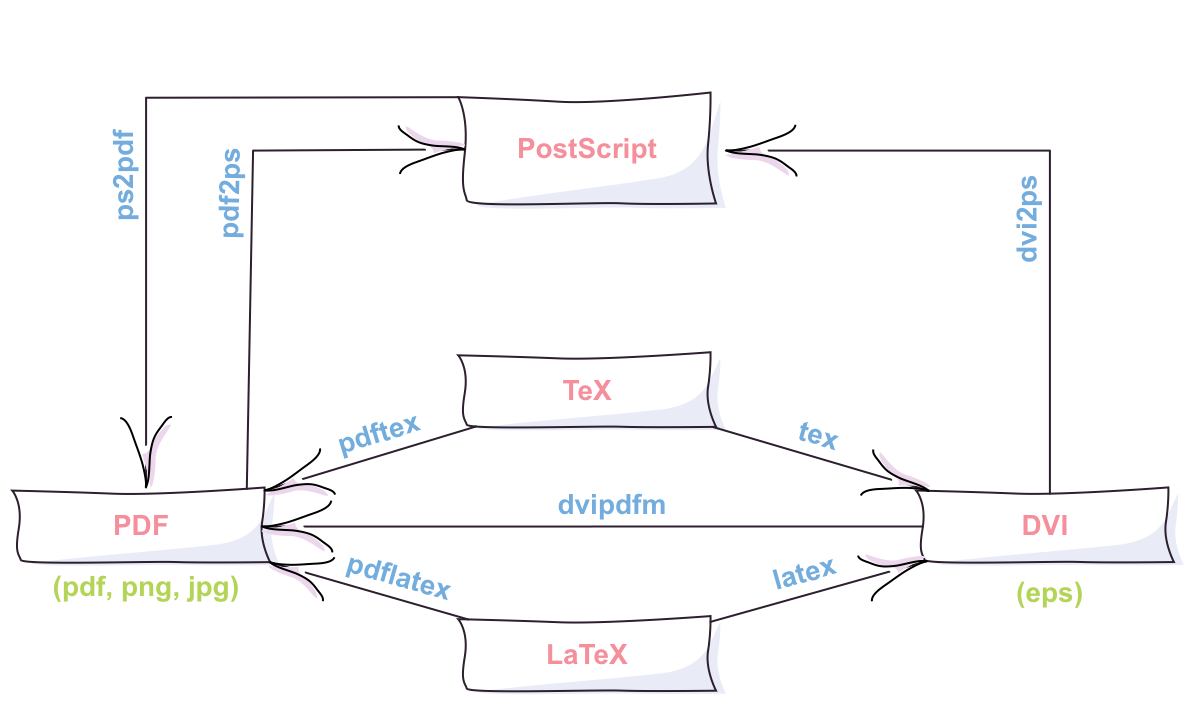 PostScript
ps2pdf
pdf2ps
dvi2ps
TeX
pdftex
tex
dvipdfm
PDF
DVI
(pdf, png, jpg)
(eps)
pdflatex
latex
LaTeX